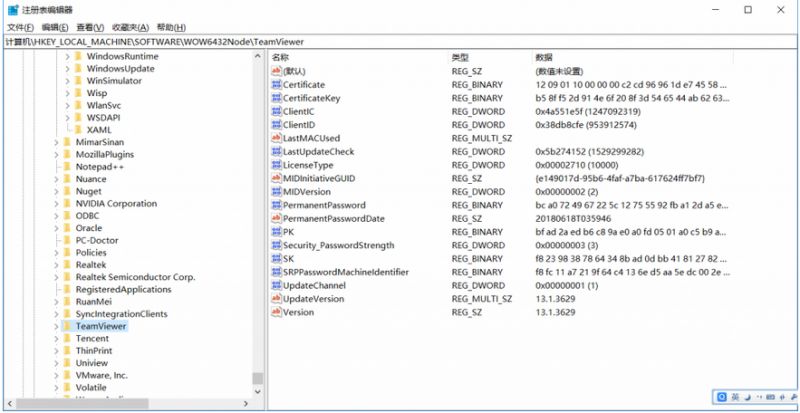 注册表编辑器
文件(F) 编辑(E) 查看(V) 收藏夹(A) 帮助(H)
计算机\HKEY_LOCAL_MACHINE\SOFTWARE\WOW6432Node\TeamViewer
WindowsRuntime
WindowsUpdate
WinSimulator
Wisp
WlanSvc
WSDAPI
XAML
MimarSinan
MozillaPlugins
Notepad++
Nuance
Nuget
NVIDIA Corporation
ODBC
Oracle
PC-Doctor
Policies
Realtek
Realtek Semiconductor Corp.
RegisteredApplications
RuanMei
SyncIntegrationClients
TeamViewer
Tencent
ThinPrint
Uniview
VMware, Inc.
Volatile
名称 类型 数据
(默认) REG_SZ (数值未设置)
Certificate REG_BINARY 12 09 01 10 00 00 00 c2 cd 96 96 1d e7 45 58 ...
CertificateKey REG_BINARY b5 8f f5 2d 91 4e 6f 20 8f 3d 54 65 44 ab 62 63...
ClientIC REG_DWORD 0x4a551e5f (1247092319)
ClientID REG_DWORD 0x38db8cfe (953912574)
LastMACUsed REG_MULTI_SZ
LastUpdateCheck REG_DWORD 0x5b274152 (1529299282)
LicenseType REG_DWORD 0x00002710 (10000)
MIDInitiativeGUID REG_SZ {e149017d-95b6-4faf-a7ba-617624ff7bf7}
MIDVersion REG_DWORD 0x00000002 (2)
PermanentPassword REG_BINARY bc a0 72 49 67 22 5c 12 75 55 92 fb a1 2d a5 e...
PermanentPasswordDate REG_SZ 20180618T035946
PK REG_BINARY bf ad 2a ed b6 c8 9a e0 a0 fd 05 01 a0 c5 b9 a...
Security_PasswordStrength REG_DWORD 0x00000003 (3)
SK REG_BINARY f8 23 98 38 78 64 34 8b ad 0d bb 41 81 27 82 ...
SRPPasswordMachineIdentifier REG_BINARY f8 fc 11 a7 21 9f 64 c4 13 6e d5 aa 5e dc 00 2e ...
UpdateChannel REG_DWORD 0x00000001 (1)
UpdateVersion REG_MULTI_SZ 13.1.3629
Version REG_SZ 13.1.3629
英